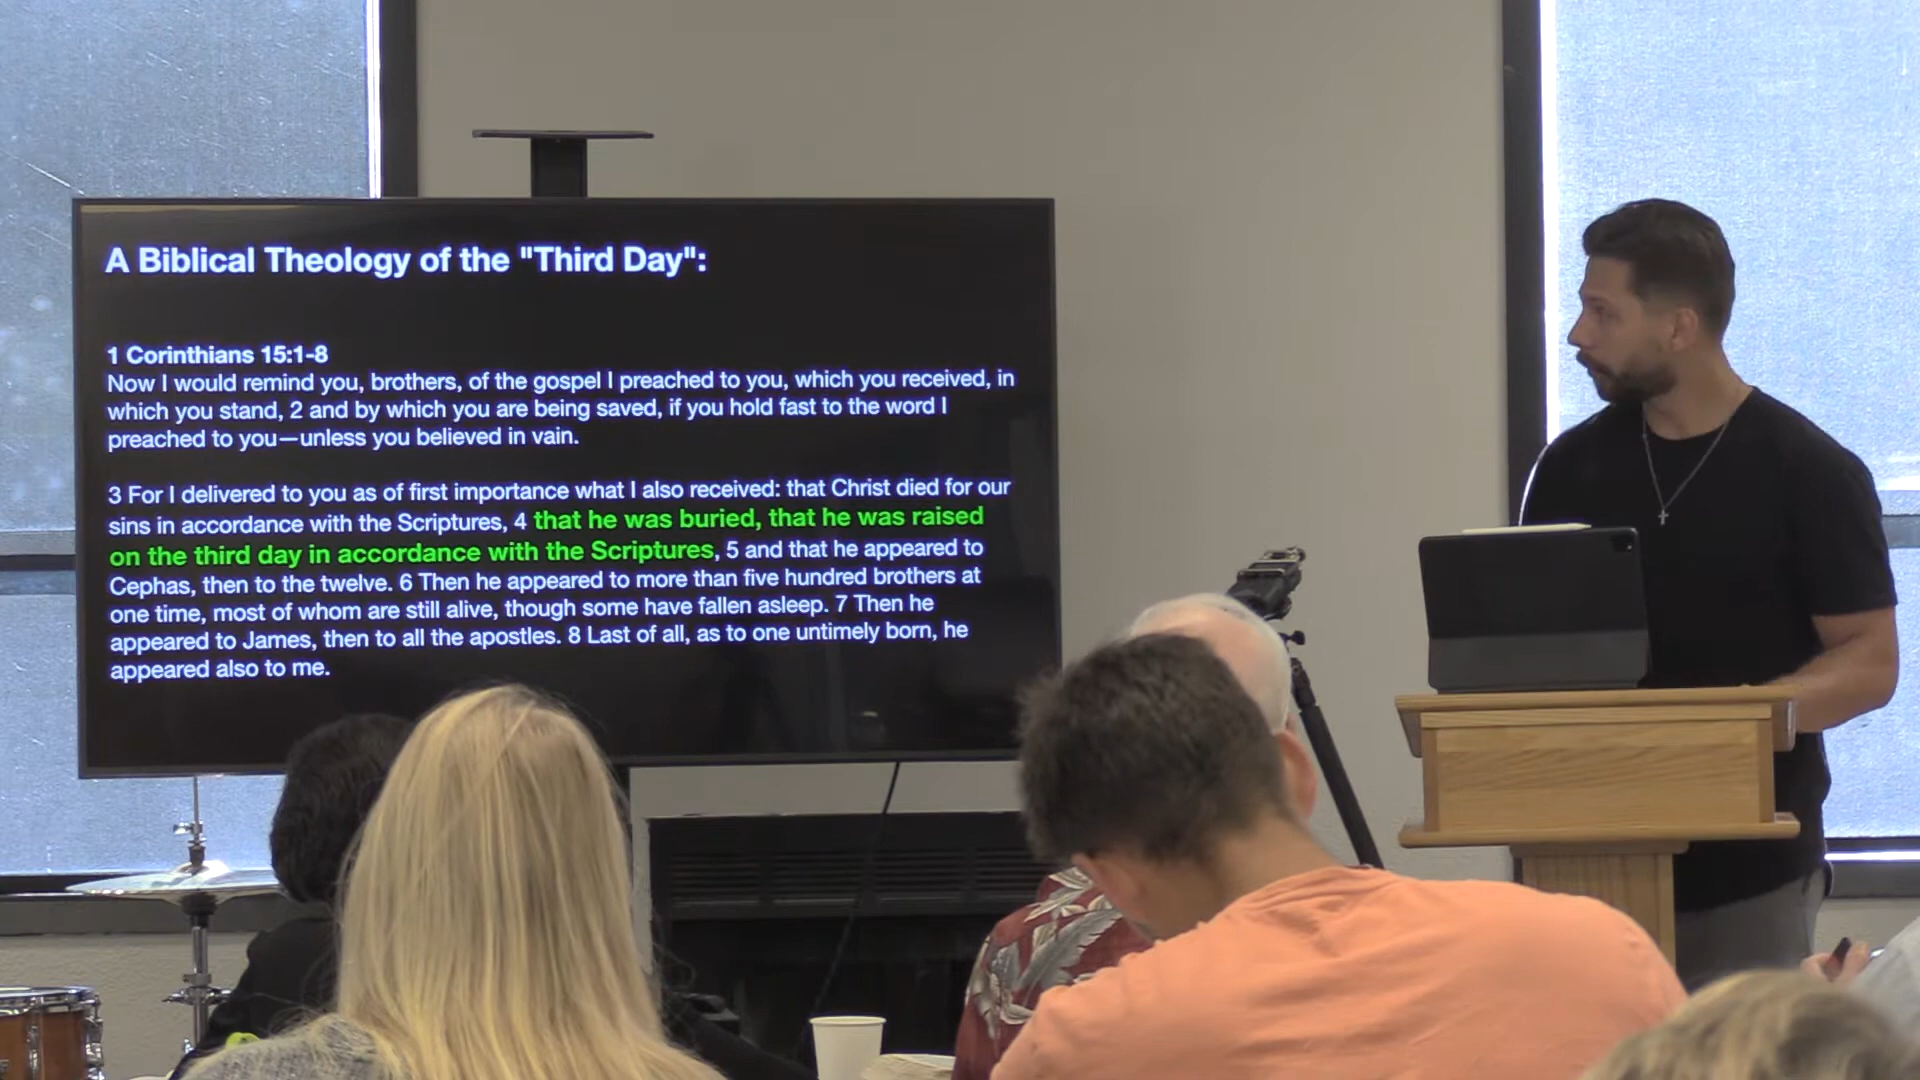 A Biblical Theology of the "Third Day":
1 Corinthians 15:1-8
Now I would remind you, brothers, of the gospel I preached to you, which you received, in
which you stand, 2 and by which you are being saved, if you hold fast to the word I
preached to you—unless you believed in vain.
3 For I delivered to you as of first importance what I also received: that Christ died for our
sins in accordance with the Scriptures, 4 that he was buried, that he was raised
on the third day in accordance with the Scriptures, 5 and that he appeared to
Cephas, then to the twelve. 6 Then he appeared to more than five hundred brothers at
one time, most of whom are still alive, though some have fallen asleep. 7 Then he
appeared to James, then to all the apostles. 8 Last of all, as to one untimely born, he
appeared also to me.